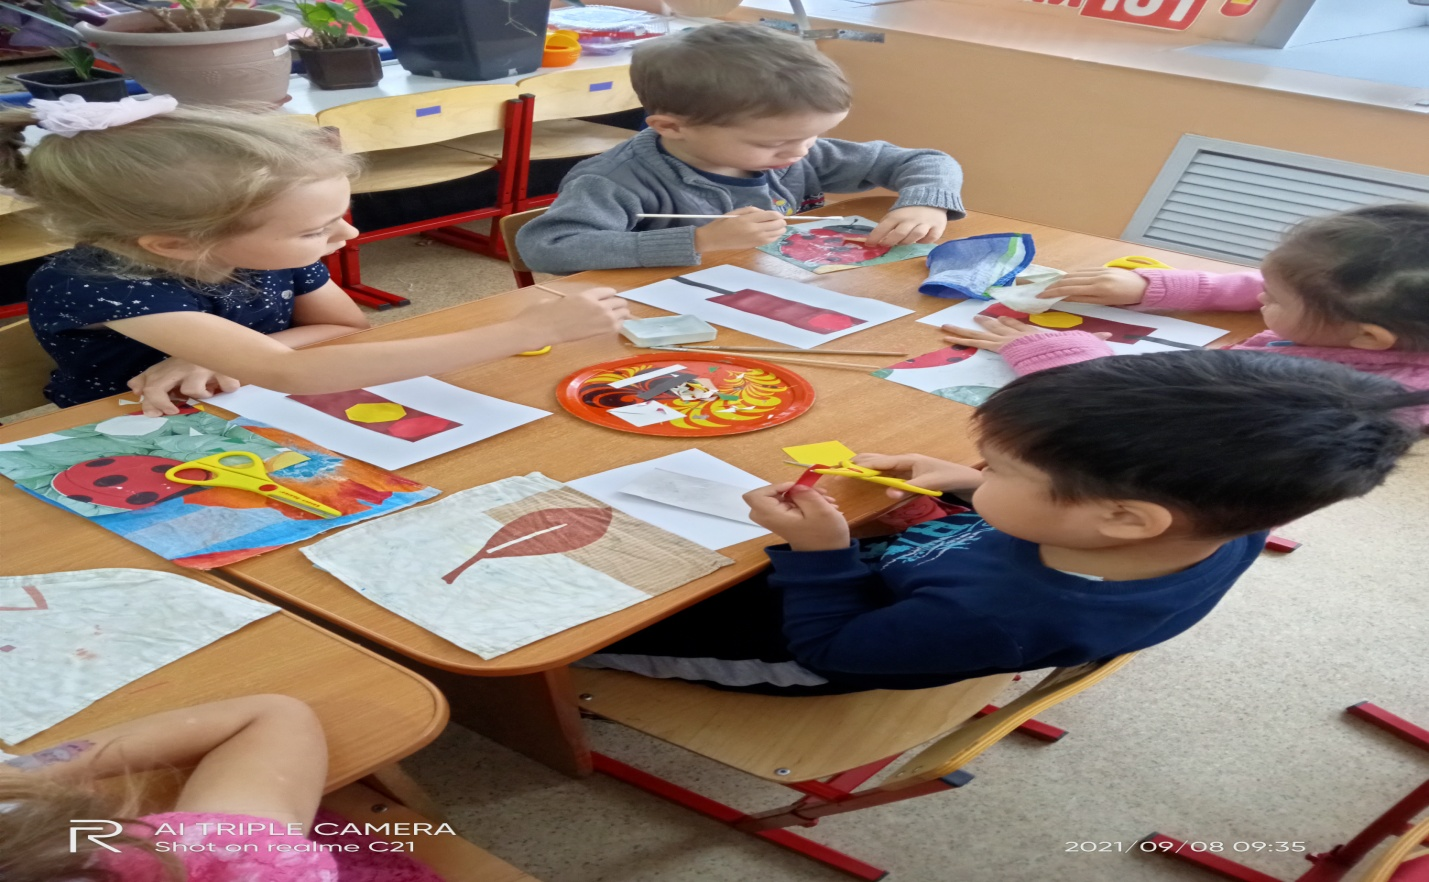 AI TRIPLE CAMERA
Shot on realme C21
2021/09/08 09:35